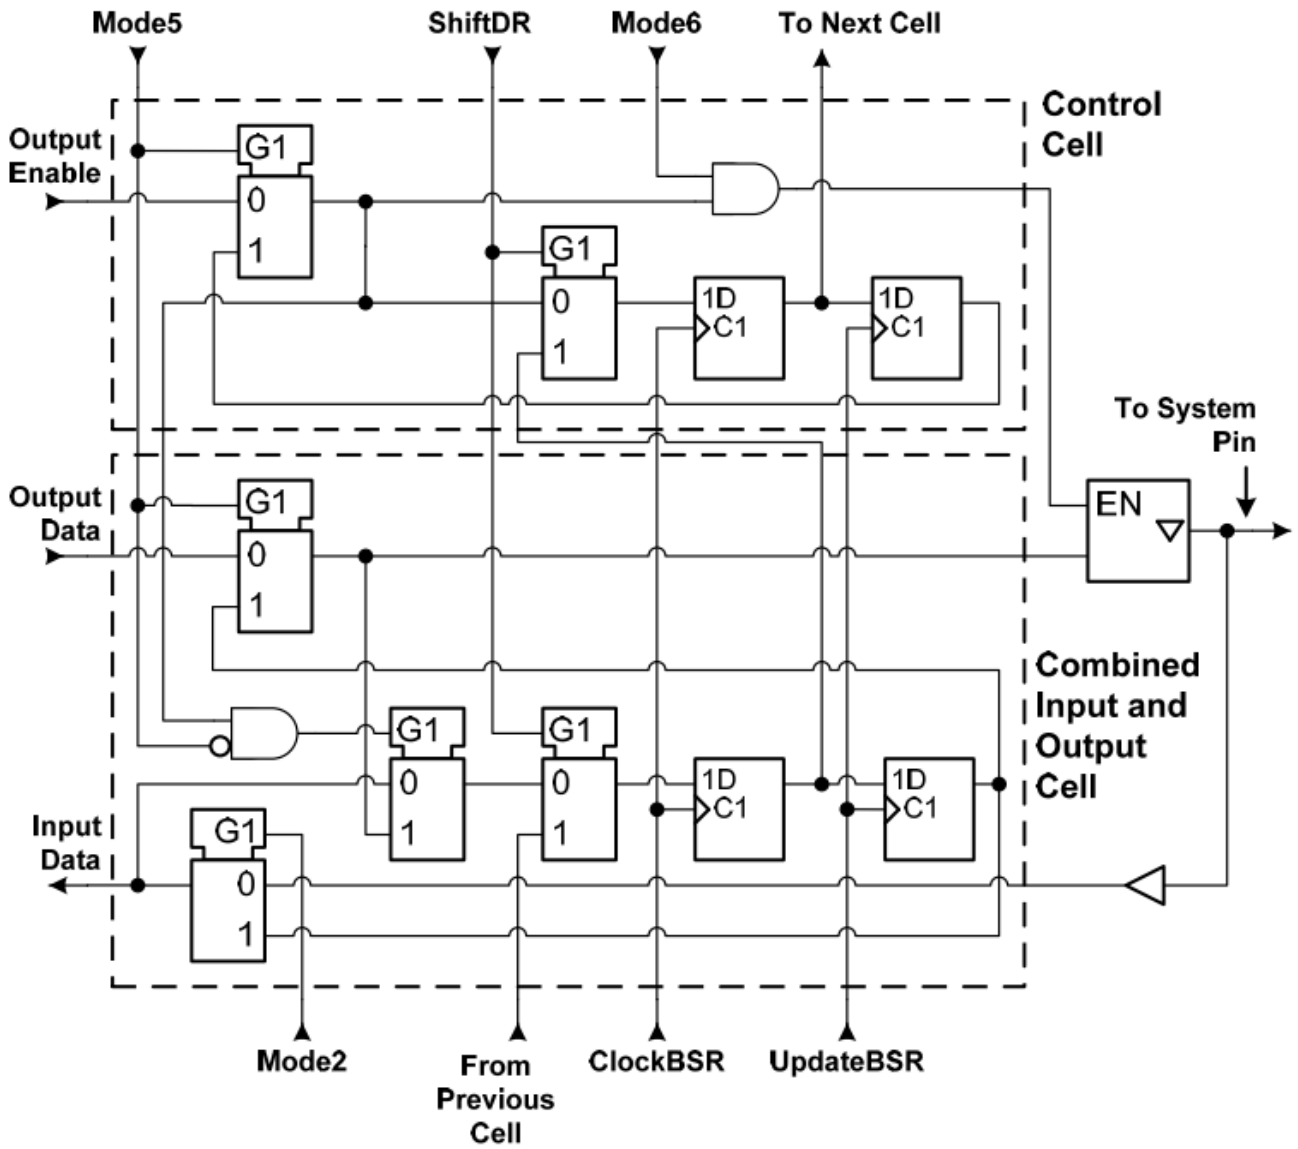 Mode5
ShiftDR
Mode6
To Next Cell
Control
Cell
Output
Enable
G1
0
1
G1
0
1
1D
C1
1D
C1
To System
Pin
Output
Data
G1
0
1
EN
Combined
Input and
Output
Cell
G1
0
1
G1
0
1
1D
C1
1D
C1
Input
Data
G1
0
1
Mode2
From
Previous
Cell
ClockBSR
UpdateBSR